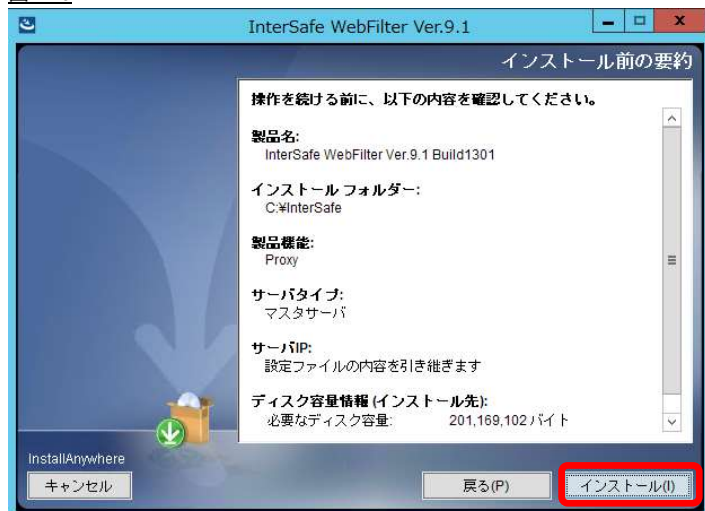 InterSafe WebFilter Ver.9.1
インストール前の要約
操作を続ける前に、以下の内容を確認してください。
製品名:
InterSafe WebFilter Ver.9.1 Build1301
インストール フォルダー:
C:¥InterSafe
製品機能:
Proxy
サーバタイプ:
マスタサーバ
サーバIP:
設定ファイルの内容を引き継ぎます
ディスク容量情報 (インストール先):
必要なディスク容量: 201,169,102 バイト
InstallAnywhere
キャンセル
戻る(P)
インストール(I)